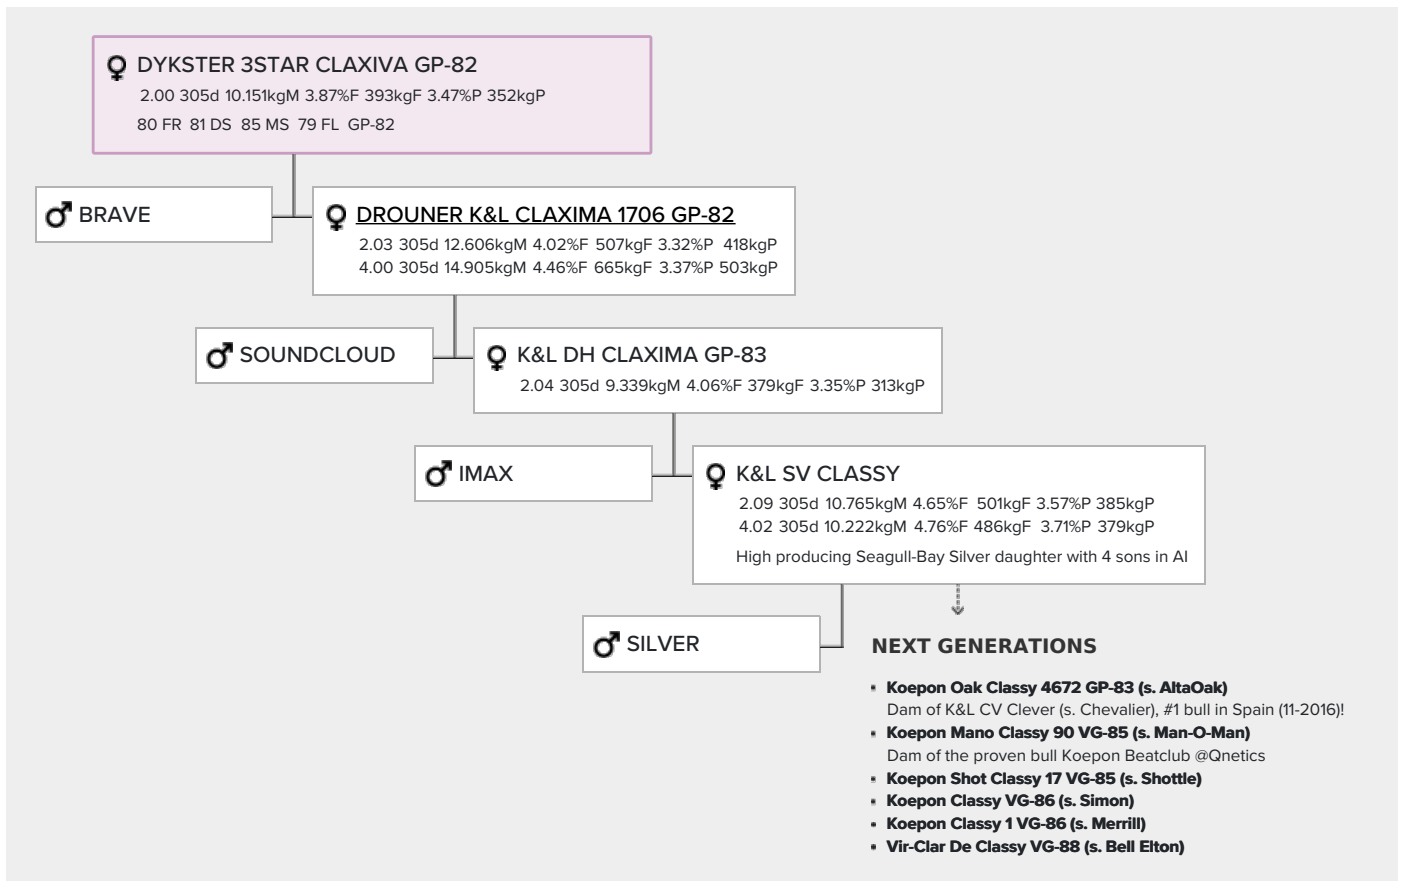 DYKSTER 3STAR CLAXIVA GP-82
2.00 305d 10.151kgM 3.87%F 393kgF 3.47%P 352kgP
80 FR 81 DS 85 MS 79 FL GP-82
BRAVE
DROUNER K&L CLAXIMA 1706 GP-82
2.03 305d 12.606kgM 4.02%F 507kgF 3.32%P 418kgP
4.00 305d 14.905kgM 4.46%F 665kgF 3.37%P 503kgP
SOUNDCLOUD
K&L DH CLAXIMA GP-83
2.04 305d 9.339kgM 4.06%F 379kgF 3.35%P 313kgP
IMAX
K&L SV CLASSY
2.09 305d 10.765kgM 4.65%F 501kgF 3.57%P 385kgP
4.02 305d 10.222kgM 4.76%F 486kgF 3.71%P 379kgP
High producing Seagull-Bay Silver daughter with 4 sons in AI
SILVER
NEXT GENERATIONS
Koepon Oak Classy 4672 GP-83 (s. AltaOak)
Dam of K&L CV Clever (s. Chevalier), #1 bull in Spain (11-2016)!
Koepon Mano Classy 90 VG-85 (s. Man-O-Man)
Dam of the proven bull Koepon Beatclub @Qnetics
Koepon Shot Classy 17 VG-85 (s. Shottle)
Koepon Classy VG-86 (s. Simon)
Koepon Classy 1 VG-86 (s. Merrill)
Vir-Clar De Classy VG-88 (s. Bell Elton)